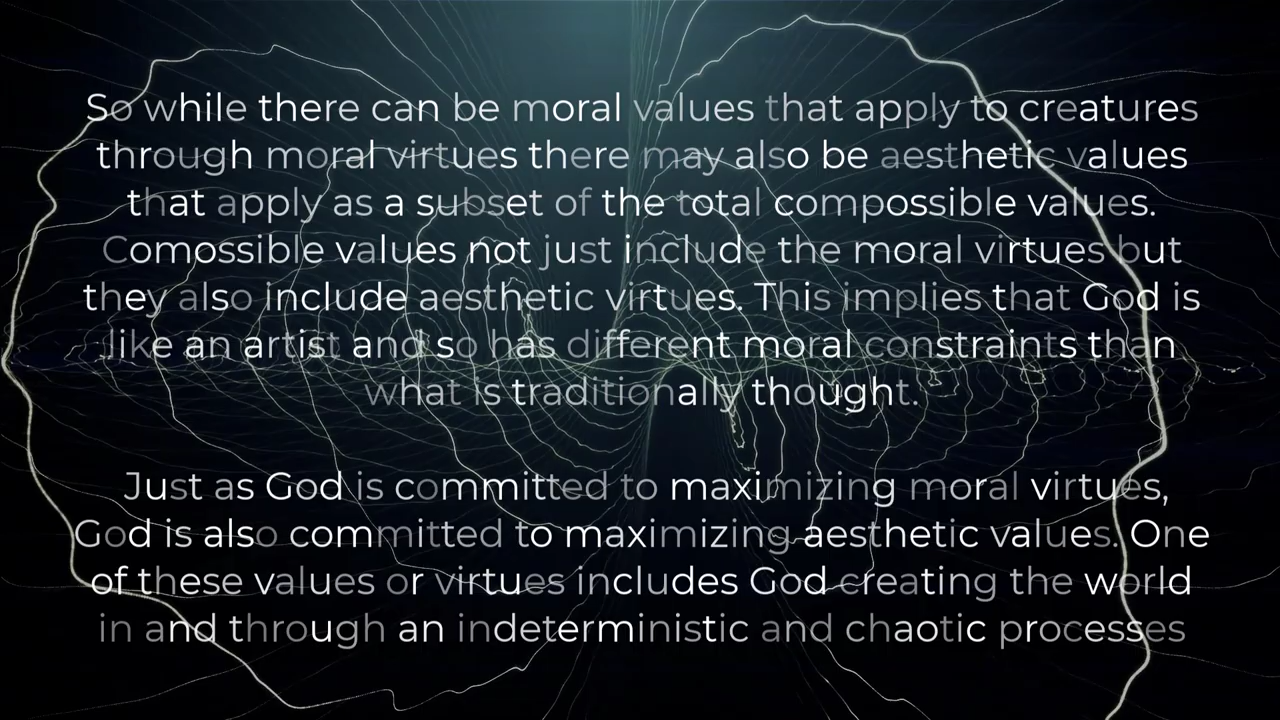 So while there can be moral values that apply to creatures
through moral virtues there may also be aesthetic values
that apply as a subset of the total compossible values.
Comossible values not just include the moral virtues but
they also include aesthetic virtues. This implies that God is
like an artist and so has different moral constraints than
what is traditionally thought.
Just as God is committed to maximizing moral virtues,
God is also committed to maximizing aesthetic values. One
of these values or virtues includes God creating the world
in and through an indeterministic and chaotic processes